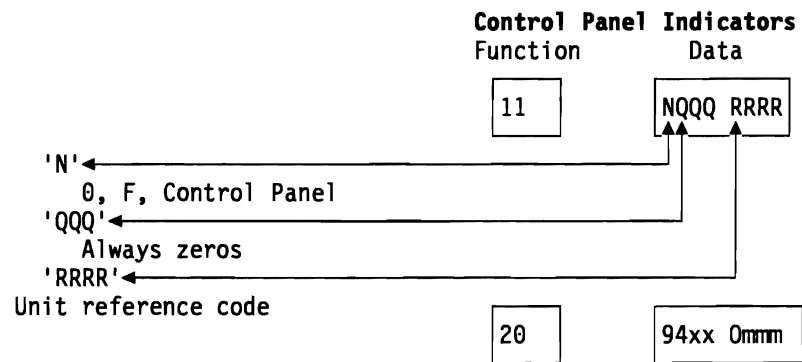 Control Panel Indicators
Function Data
11 NQQQ RRRR
'N'
0, F, Control Panel
'QQQ'
Always zeros
'RRRR'
Unit reference code
20 94xx 0mmm